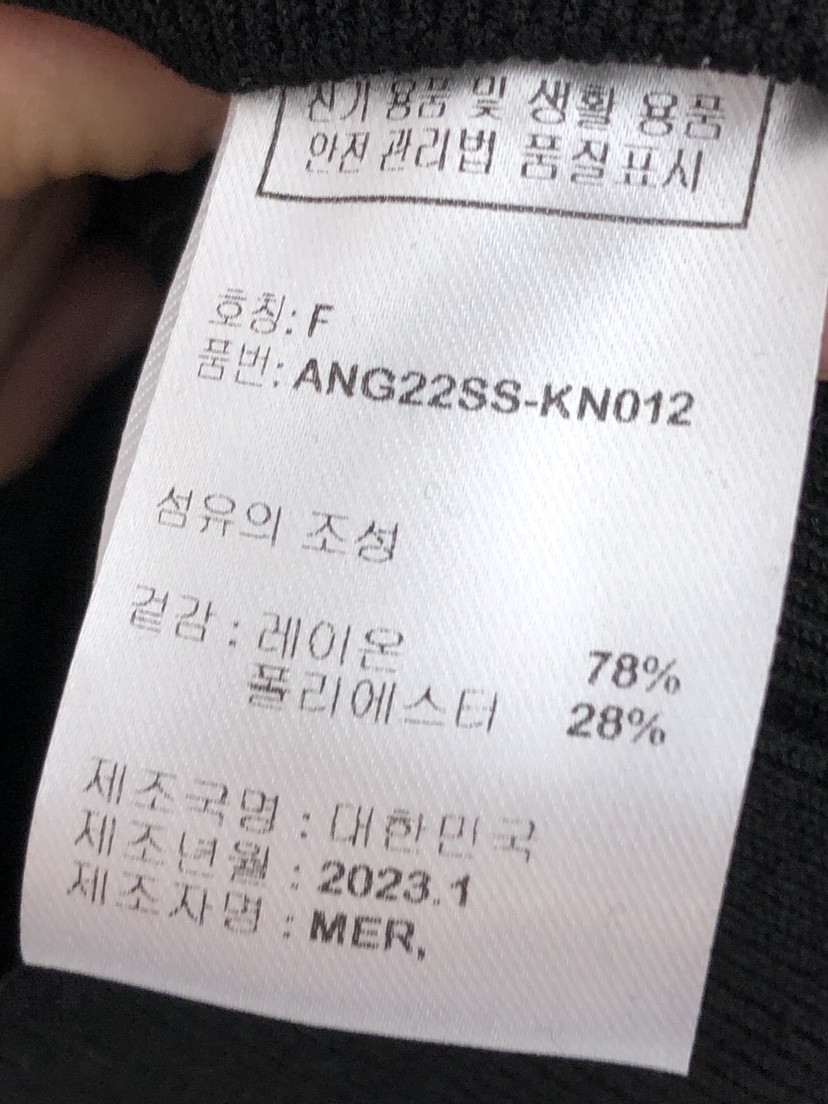 전기 용품 및 생활 용품
안전 관리법 품질표시
호칭: F
품번: ANG22SS-KN012
섬유의 조성
겉감 : 레이온 78%
폴리에스터 28%
제조국명 : 대한민국
제조년월 : 2023.1
제조자명 : MER,